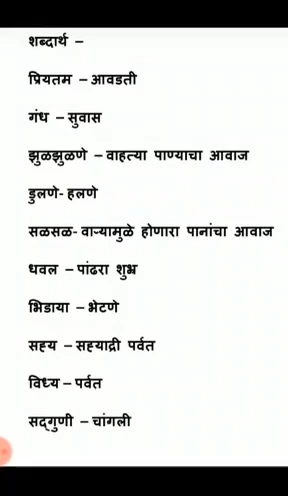 शब्दार्थ –
प्रियतम – आवडती
गंध – सुवास
झुळझुळणे – वाहत्या पाण्याचा आवाज
डुलणे- हलणे
सळसळ- वाऱ्यामुळे होणारा पानांचा आवाज
धवल – पांढरा शुभ्र
भिडाया – भेटणे
सह्य – सह्याद्री पर्वत
विध्य – पर्वत
सद्‌गुणी – चांगली